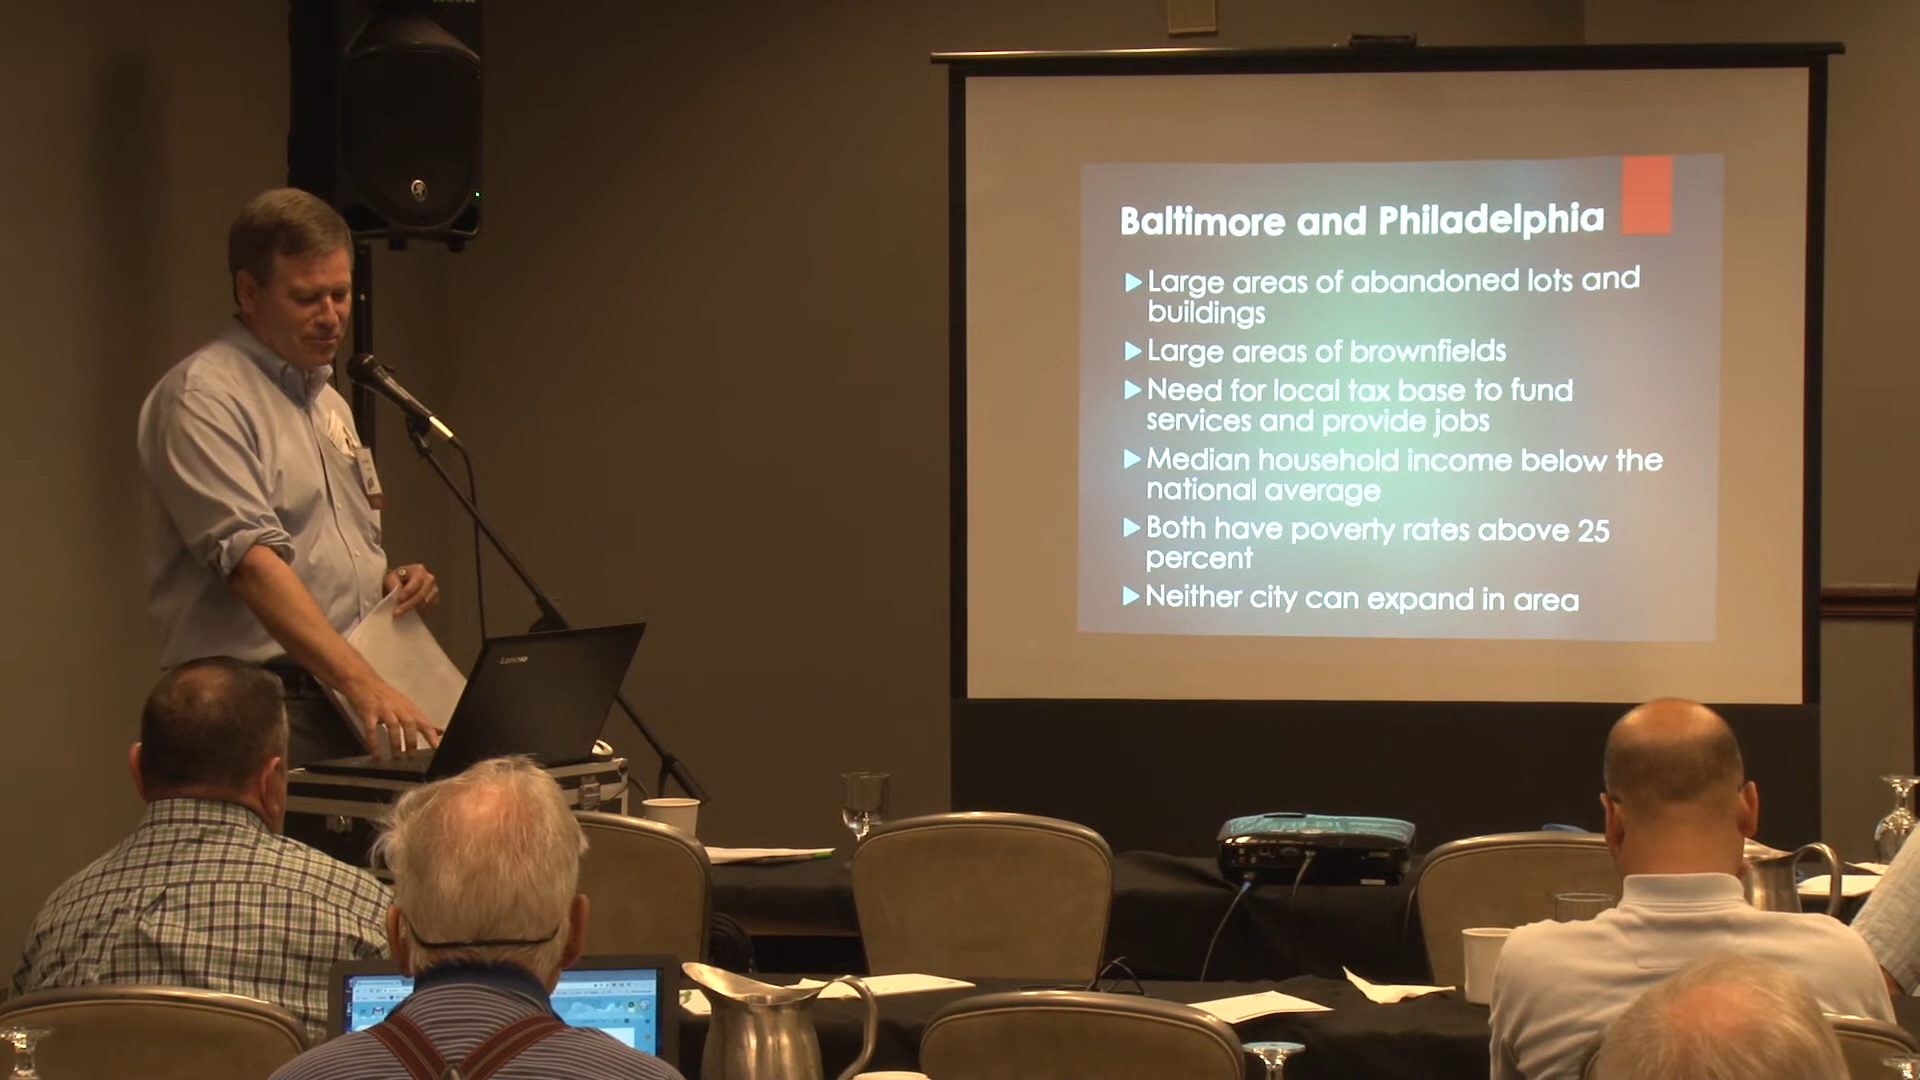 Baltimore and Philadelphia
Large areas of abandoned lots and
buildings
Large areas of brownfields
Need for local tax base to fund
services and provide jobs
Median household income below the
national average
Both have poverty rates above 25
percent
Neither city can expand in area
Lenovo